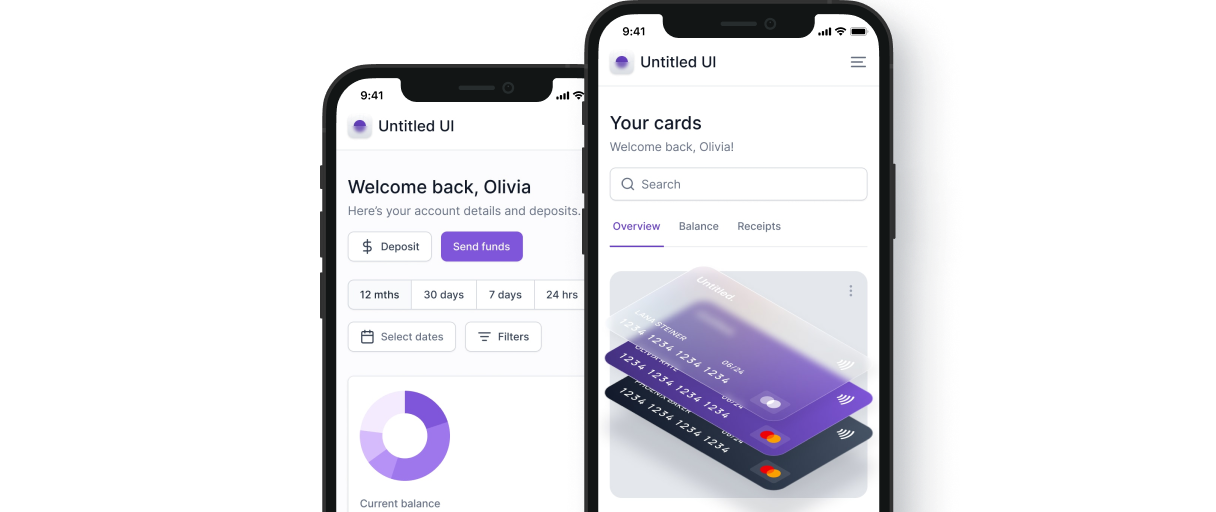 9:41
Untitled UI
Welcome back, Olivia
Here's your account details and deposits.
Deposit
Send funds
12 mths
30 days
7 days
24 hrs
Select dates
Filters
Current balance
9:41
Untitled UI
Your cards
Welcome back, Olivia!
Search
Overview
Balance
Receipts
Untitled.
LANA STEINER
06/24
1234 1234 1234 1234
OLIVIA RHYE
06/24
1234 1234 1234 1234
PHOENIX BAKER
06/24
1234 1234 1234 1234